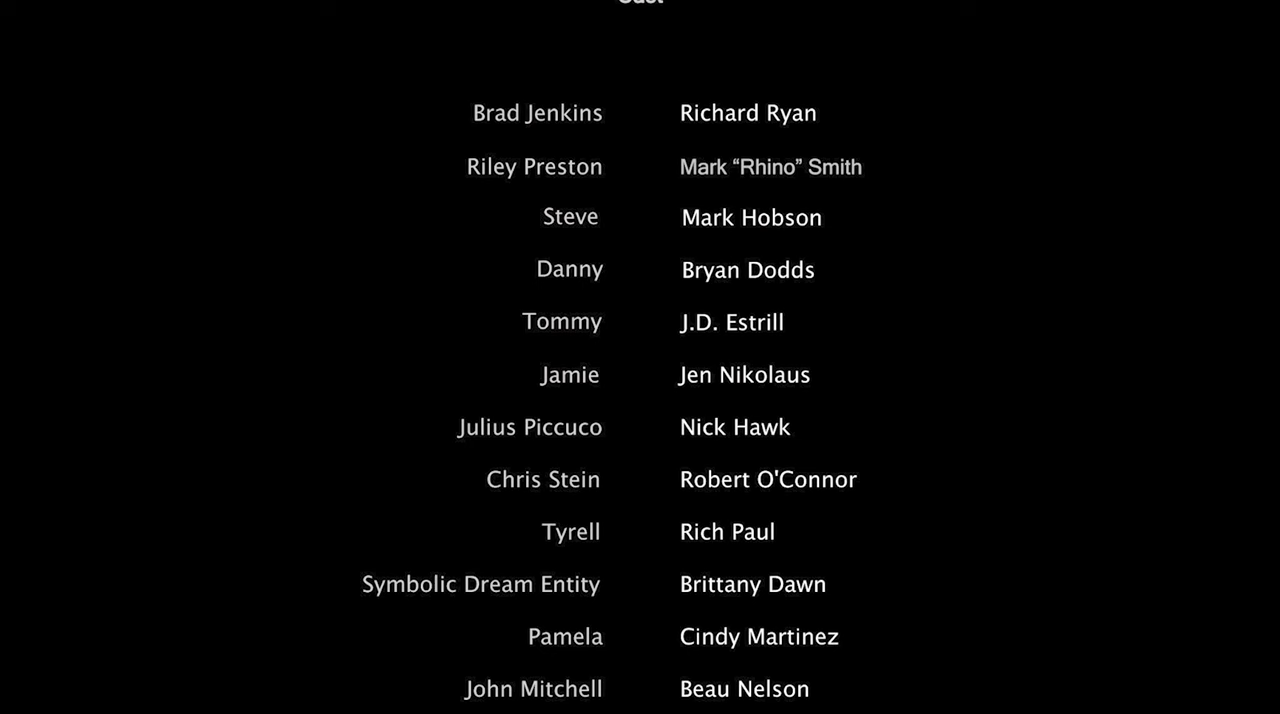 Cast
Brad Jenkins Richard Ryan
Riley Preston Mark “Rhino” Smith
Steve Mark Hobson
Danny Bryan Dodds
Tommy J.D. Estrill
Jamie Jen Nikolaus
Julius Piccuco Nick Hawk
Chris Stein Robert O'Connor
Tyrell Rich Paul
Symbolic Dream Entity Brittany Dawn
Pamela Cindy Martinez
John Mitchell Beau Nelson